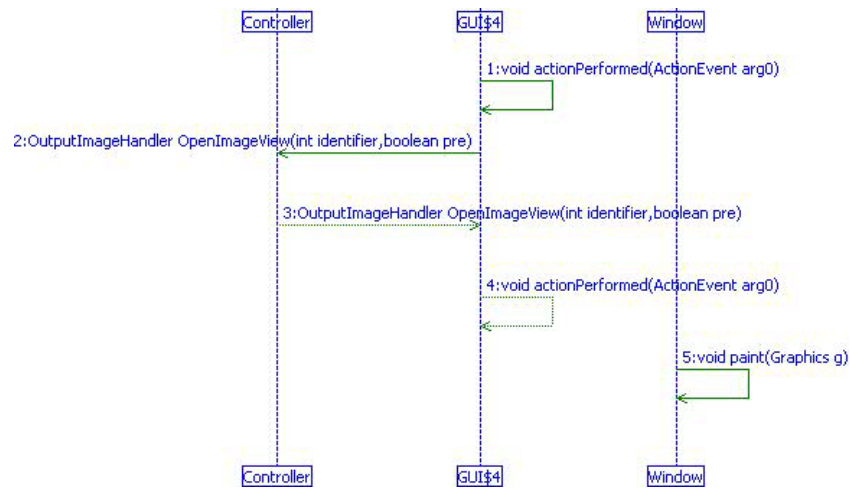 Controller GUI$4 Window
1:void actionPerformed(ActionEvent arg0)
2:OutputImageHandler OpenImageView(int identifier,boolean pre)
3:OutputImageHandler OpenImageView(int identifier,boolean pre)
4:void actionPerformed(ActionEvent arg0)
5:void paint(Graphics g)
Controller GUI$4 Window